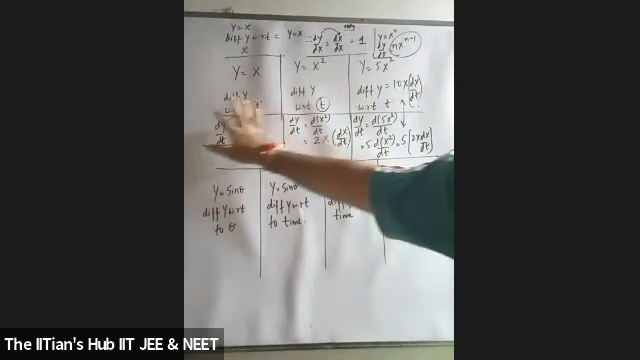 Y=x
diff y w.r.t = y=x ∴ dy/dx = dx/dx = 1
x
y=x^n
dy/dx = nx^(n-1)
Y=x
diff y
w.r.t.
dy/dt
Y=x²
diff y
w.r.t t
dy/dt = d(x²)/dt
= 2x (dx/dt)
Y=5x²
diff y = 10x (dx/dt)
w.r.t t
dy/dt = d(5x²)/dt
= 5 d(x²)/dt = 5 [2x dx/dt]
Y=Sinθ
diff y w.r.t
to θ
Y=Sinθ
diff y w.r.t
to time.
time
The IITian's Hub IIT JEE & NEET